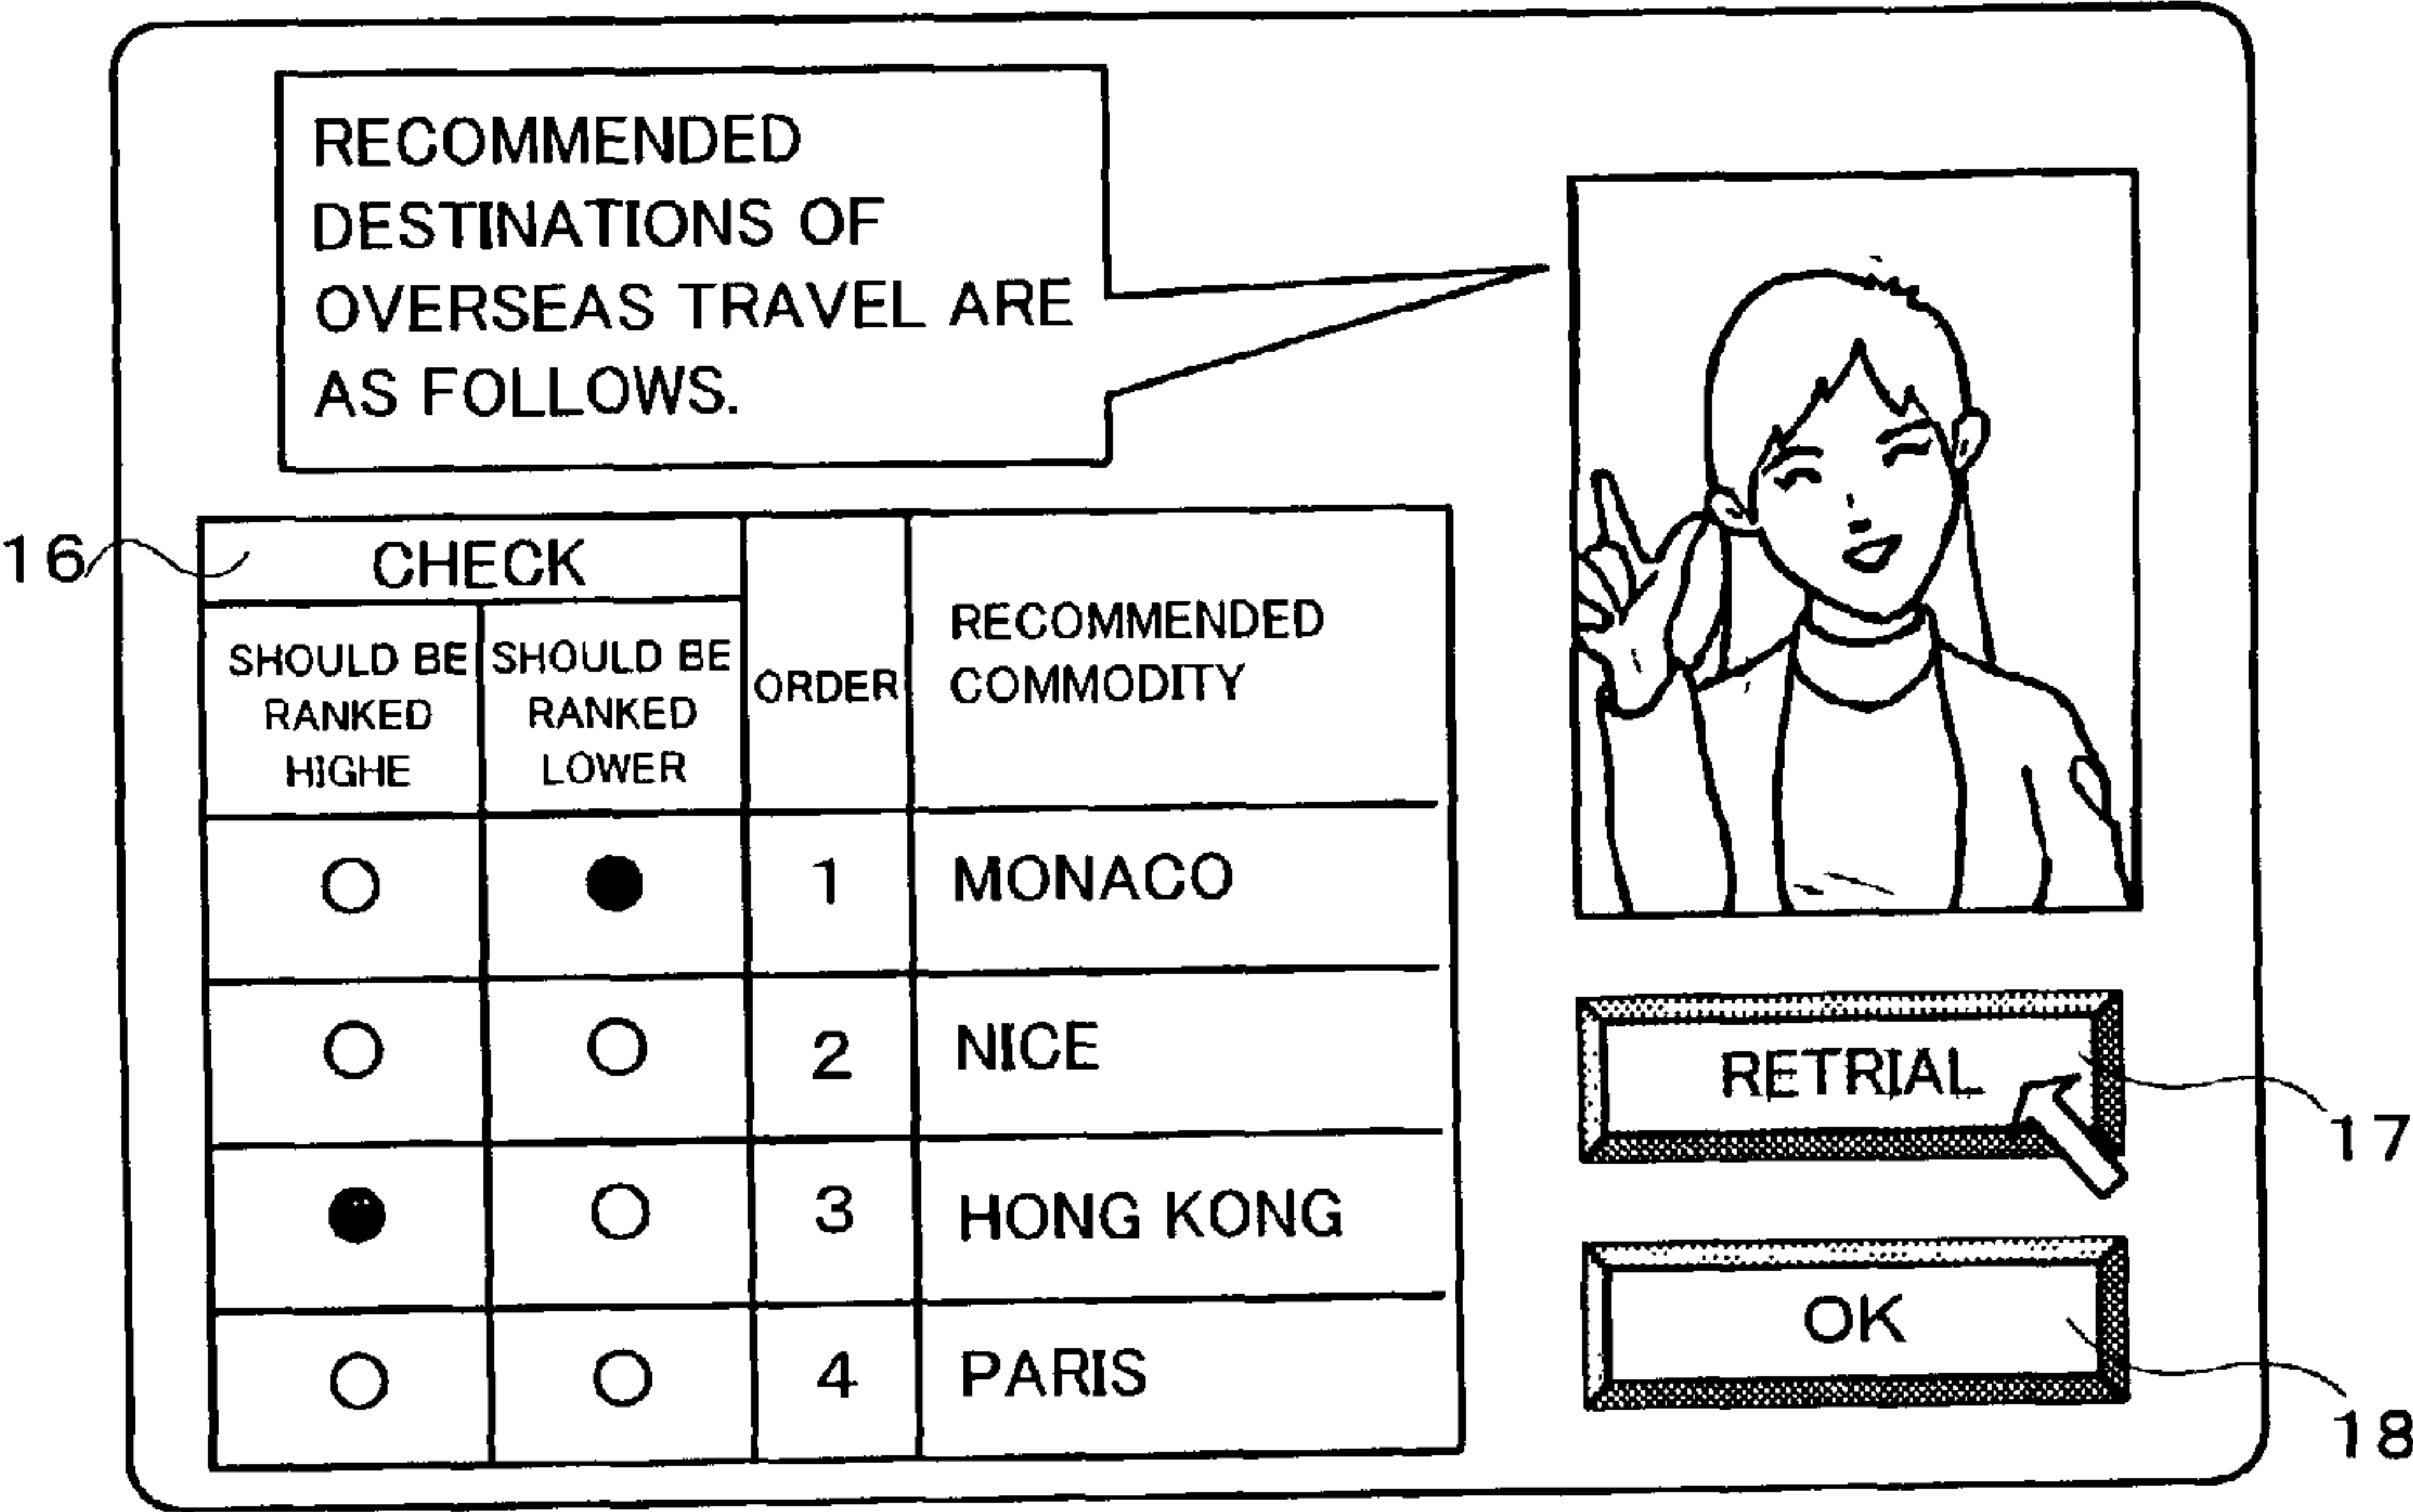 RECOMMENDED
DESTINATIONS OF
OVERSEAS TRAVEL ARE
AS FOLLOWS.
16
CHECK
SHOULD BE
RANKED
HIGHE
SHOULD BE
RANKED
LOWER
ORDER
RECOMMENDED
COMMODITY
1 MONACO
2 NICE
3 HONG KONG
4 PARIS
RETRIAL
17
OK
18